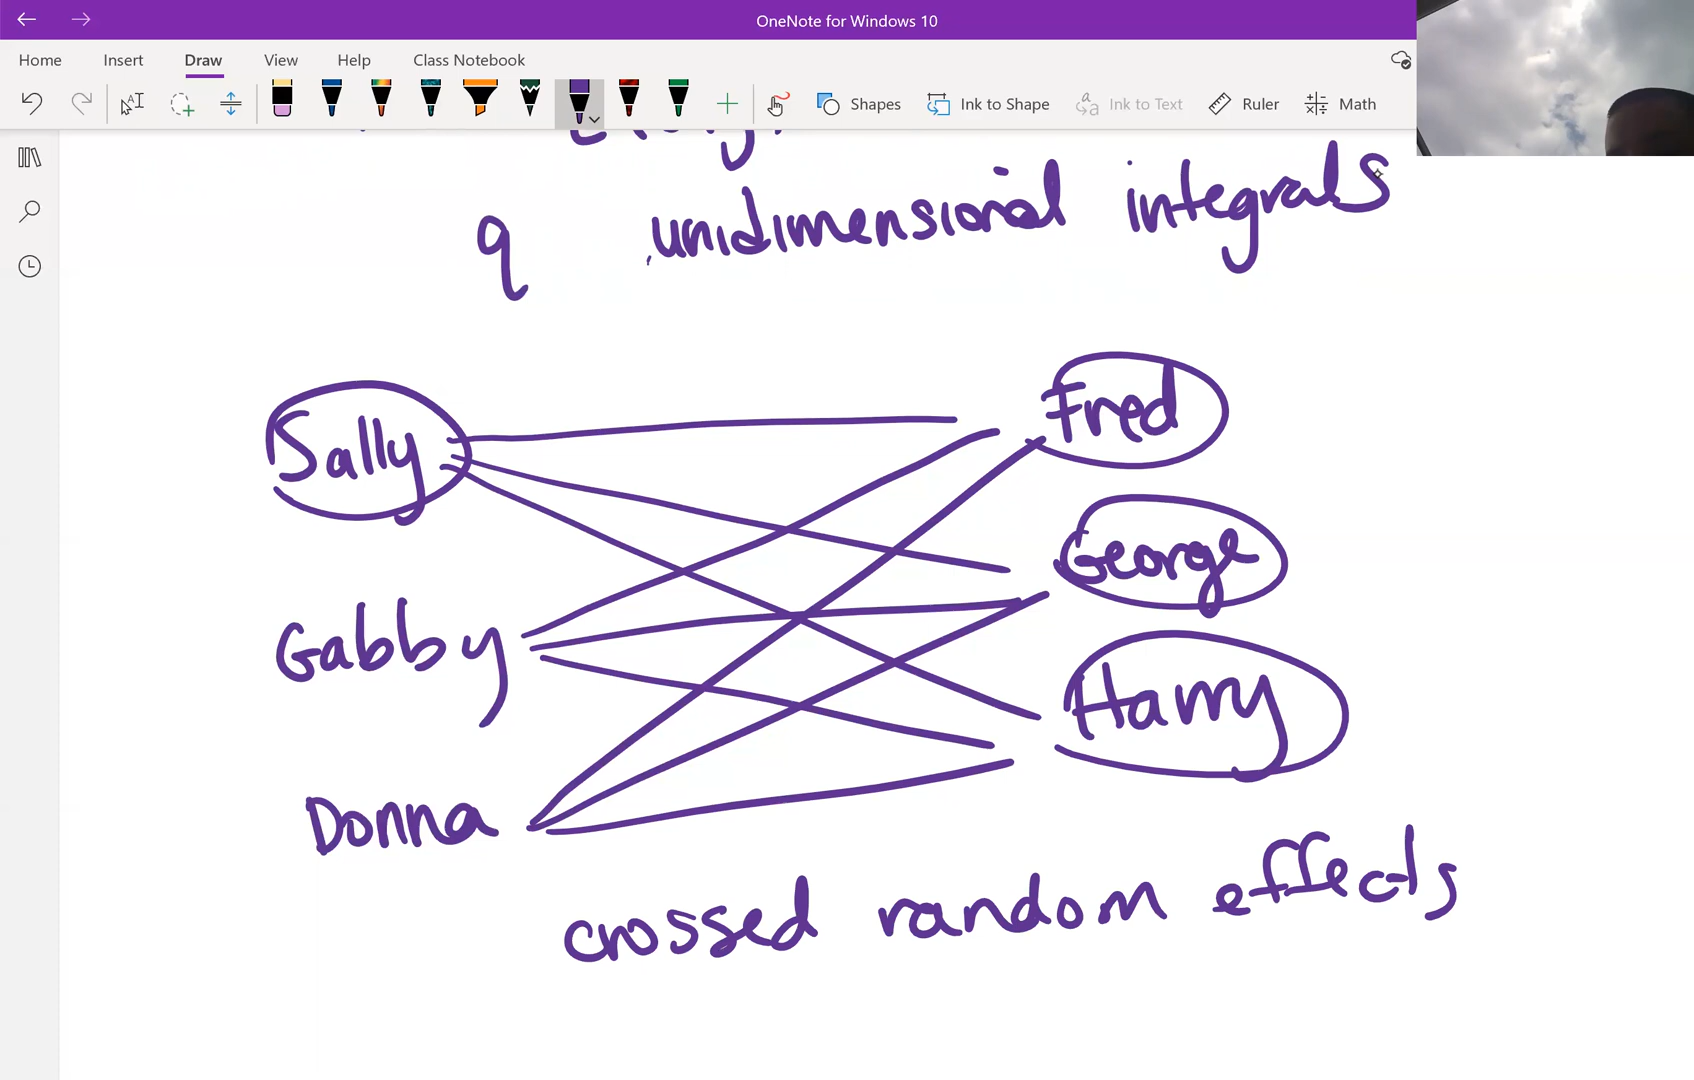 OneNote for Windows 10
Home Insert Draw View Help Class Notebook
Shapes Ink to Shape Ink to Text Ruler Math
q unidimensional integrals
Sally Fred
George
Gabby Harry
Donna
crossed random effects